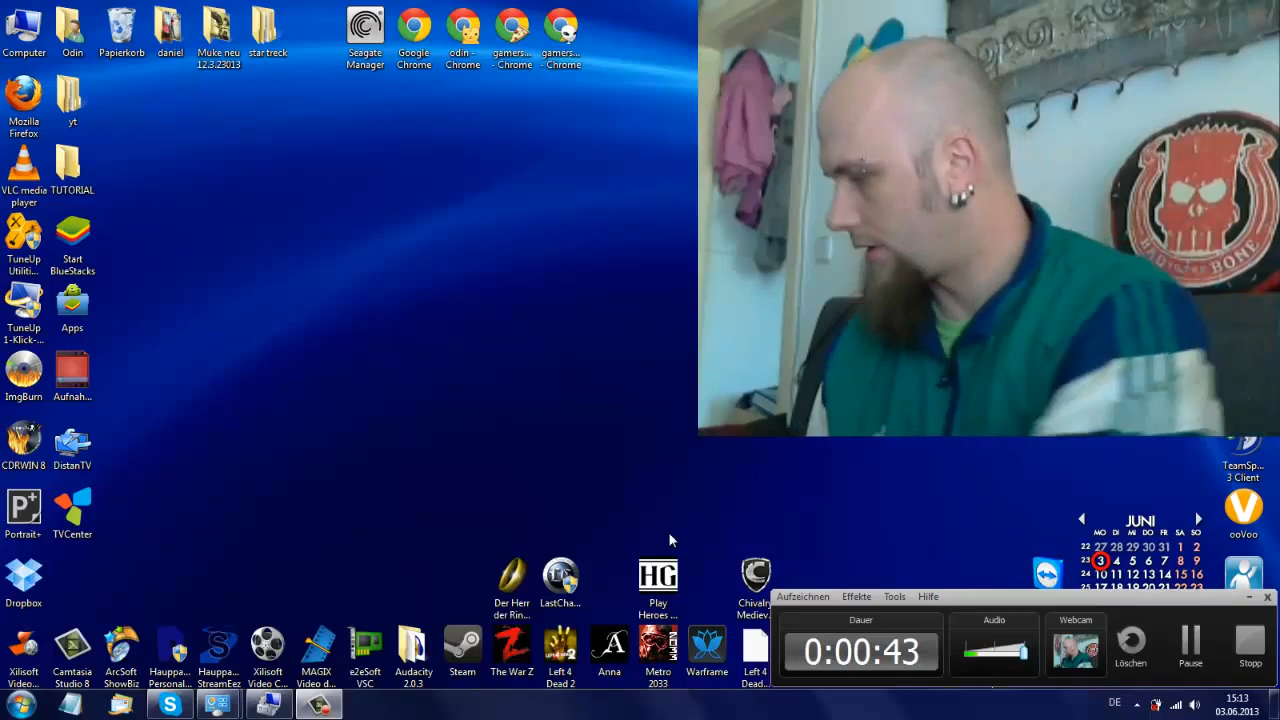 Computer
Odin
Papierkorb
daniel
Muke neu
12.3.23013
star treck
Seagate
Manager
Google
Chrome
odin -
Chrome
gamers...
- Chrome
gamers...
- Chrome
Mozilla
Firefox
yt
VLC media
player
TUTORIAL
TuneUp
Utiliti...
Start
BlueStacks
TuneUp
1-Klick-...
Apps
ImgBurn
Aufnah...
CDRWIN 8
DistanTV
P+
Portrait+
TVCenter
Dropbox
BAD TO THE BONE
TeamSp...
3 Client
V
ooVoo
JUNI
MO DI MI DO FR SA SO
22 27 28 29 30 31 1 2
23 3 4 5 6 7 8 9
24 10 11 12 13 14 15 16
Der Herr
der Rin...
LastCha...
HG
Play
Heroes ...
Chivalry
Mediev...
Aufzeichnen
Effekte
Tools
Hilfe
Dauer
0:00:43
Audio
Webcam
Löschen
Pause
Stopp
Xilisoft
Video...
Camtasia
Studio 8
ArcSoft
ShowBiz
Hauppa...
Personal...
Hauppa...
StreamEez...
Xilisoft
Video C...
MAGIX
Video d...
e2eSoft
VSC
Audacity
2.0.3
Steam
The War Z
Left 4
Dead 2
A
Anna
Metro
2033
Warframe
Left 4
Dead...
DE
15:13
03.06.2013